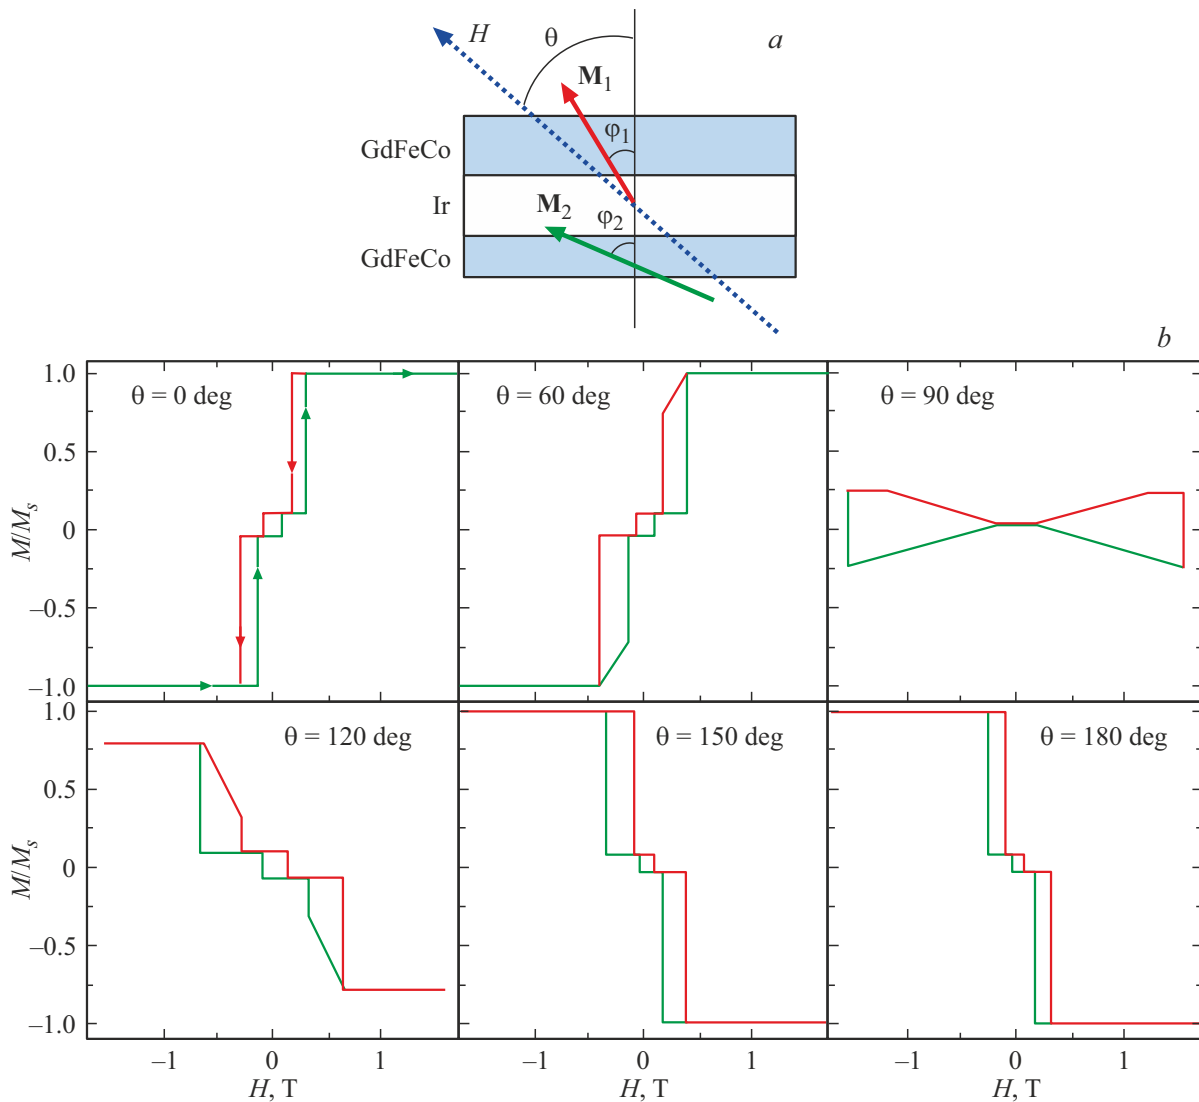 H
θ
a
M₁
φ₁
GdFeCo
Ir
M₂
φ₂
GdFeCo
b
θ = 0 deg
θ = 60 deg
θ = 90 deg
1.0
0.5
0
–0.5
–1.0
M/Mₛ
θ = 120 deg
θ = 150 deg
θ = 180 deg
1.0
0.5
0
–0.5
–1.0
M/Mₛ
–1 0 1
–1 0 1
–1 0 1
H, T
H, T
H, T